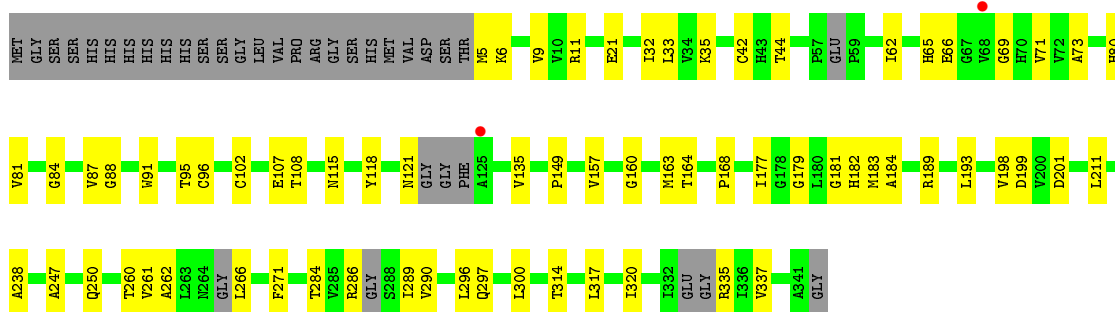 MET GLY SER SER HIS HIS HIS HIS HIS HIS SER SER GLY LEU VAL PRO ARG GLY SER HIS MET VAL ASP SER THR M5 K6 V9 V10 R11 E21 I32 L33 V34 K35 C42 H43 T44 P57 GLU P59 I62 H65 E66 G67 V68 G69 H70 V71 V72 A73
V81 G84 V87 G88 W91 T95 C96 C102 E107 T108 N115 Y118 N121 GLY GLY PHE A125 V135 P149 V157 G160 M163 T164 P168 I177 G178 G179 L180 G181 H182 M183 A184 R189 L193 V198 D199 V200 D201 L211
A238 A247 Q250 T260 V261 A262 L263 N264 GLY L266 F271 T284 V285 R286 GLY S288 I289 V290 L296 Q297 L300 T314 L317 I320 I332 GLU GLY R335 I336 V337 A341 GLY